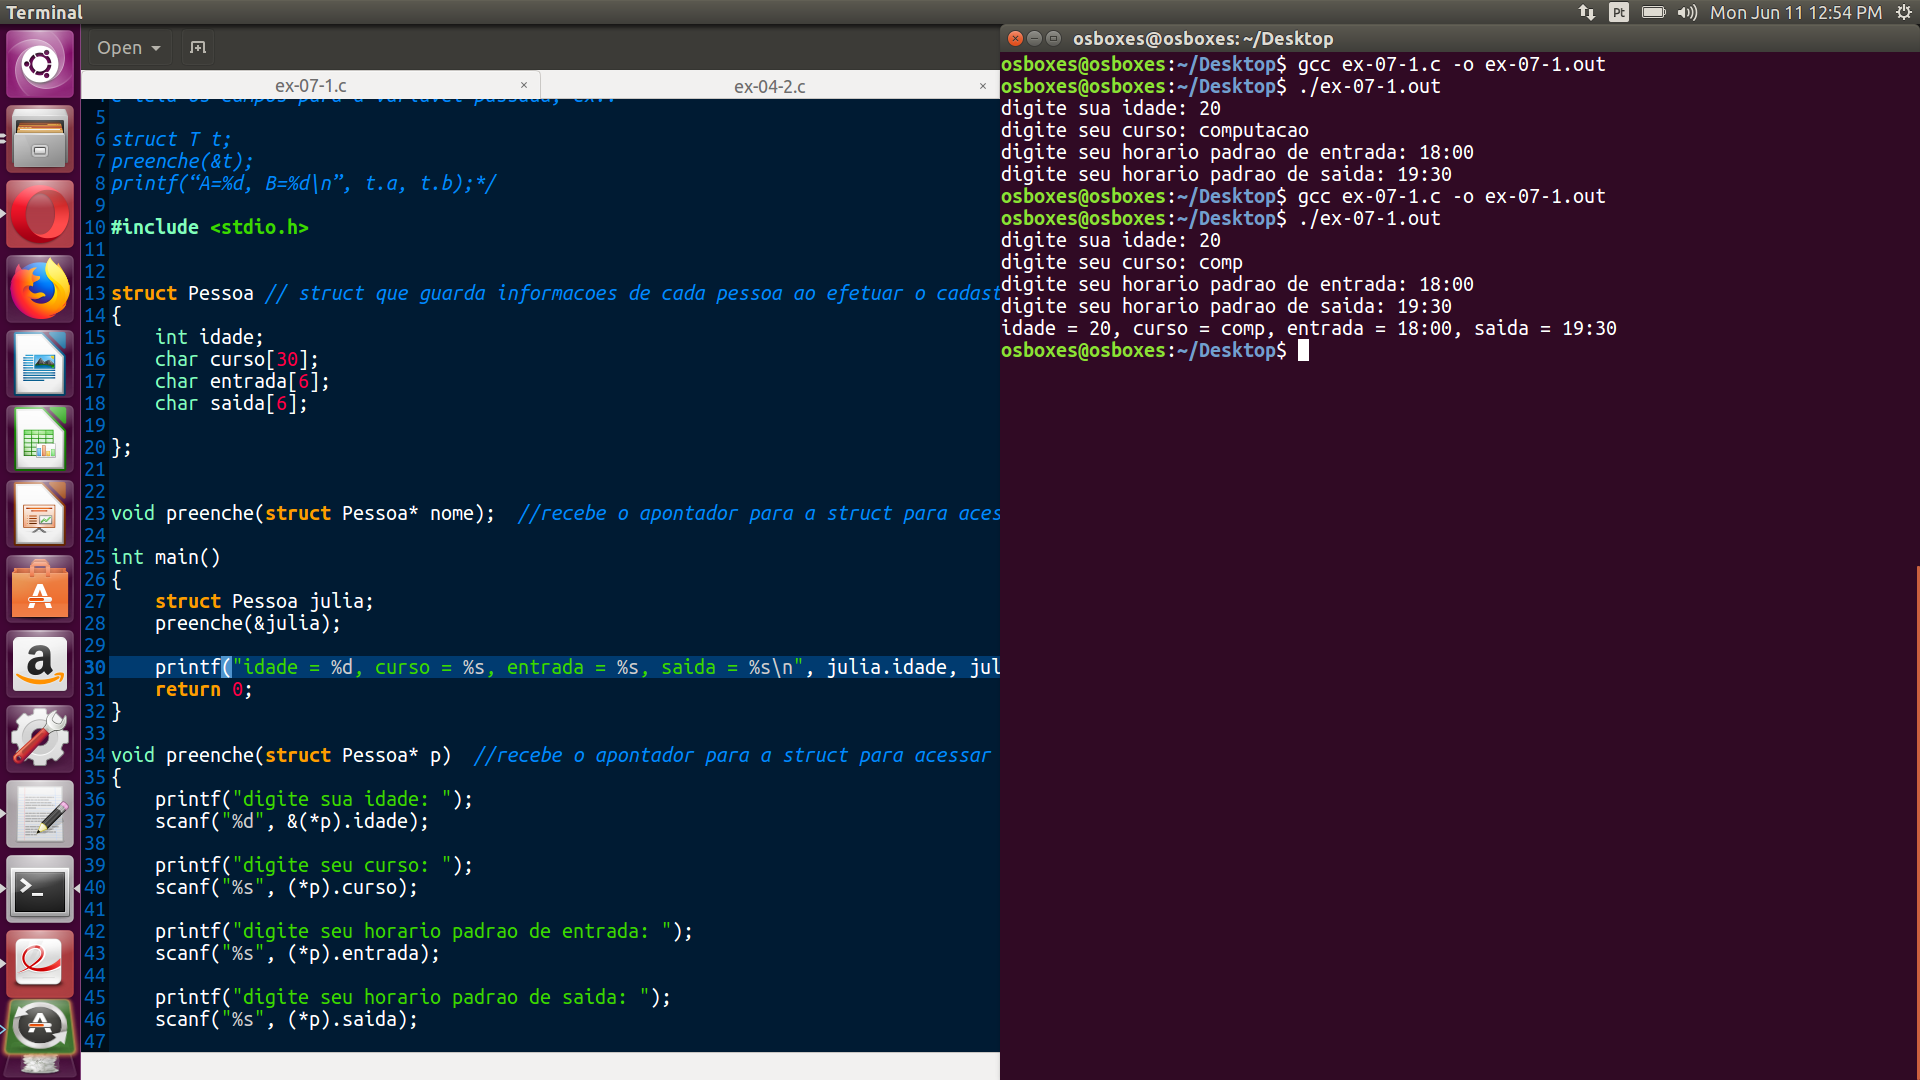 Terminal
Pt
Mon Jun 11 12:54 PM
Open
ex-07-1.c ×
ex-04-2.c ×
5
6 struct T t;
7 preenche(&t);
8 printf(“A=%d, B=%d\n”, t.a, t.b);*/
9
10 #include <stdio.h>
11
12
13 struct Pessoa // struct que guarda informacoes de cada pessoa ao efetuar o cadast
14 {
15     int idade;
16     char curso[30];
17     char entrada[6];
18     char saida[6];
19
20 };
21
22
23 void preenche(struct Pessoa* nome);  //recebe o apontador para a struct para aces
24
25 int main()
26 {
27     struct Pessoa julia;
28     preenche(&julia);
29
30     printf("idade = %d, curso = %s, entrada = %s, saida = %s\n", julia.idade, jul
31     return 0;
32 }
33
34 void preenche(struct Pessoa* p)  //recebe o apontador para a struct para acessar
35 {
36     printf("digite sua idade: ");
37     scanf("%d", &(*p).idade);
38
39     printf("digite seu curso: ");
40     scanf("%s", (*p).curso);
41
42     printf("digite seu horario padrao de entrada: ");
43     scanf("%s", (*p).entrada);
44
45     printf("digite seu horario padrao de saida: ");
46     scanf("%s", (*p).saida);
47
osboxes@osboxes: ~/Desktop
osboxes@osboxes:~/Desktop$ gcc ex-07-1.c -o ex-07-1.out
osboxes@osboxes:~/Desktop$ ./ex-07-1.out
digite sua idade: 20
digite seu curso: computacao
digite seu horario padrao de entrada: 18:00
digite seu horario padrao de saida: 19:30
osboxes@osboxes:~/Desktop$ gcc ex-07-1.c -o ex-07-1.out
osboxes@osboxes:~/Desktop$ ./ex-07-1.out
digite sua idade: 20
digite seu curso: comp
digite seu horario padrao de entrada: 18:00
digite seu horario padrao de saida: 19:30
idade = 20, curso = comp, entrada = 18:00, saida = 19:30
osboxes@osboxes:~/Desktop$